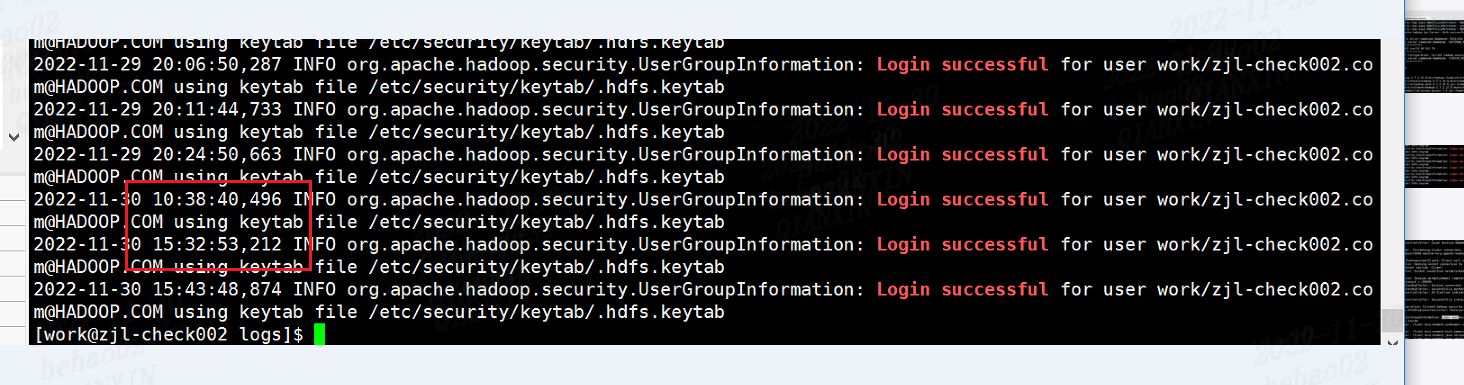 m@HADOOP.COM using keytab file /etc/security/keytab/.hdfs.keytab
2022-11-29 20:06:50,287 INFO org.apache.hadoop.security.UserGroupInformation: Login successful for user work/zjl-check002.co
m@HADOOP.COM using keytab file /etc/security/keytab/.hdfs.keytab
2022-11-29 20:11:44,733 INFO org.apache.hadoop.security.UserGroupInformation: Login successful for user work/zjl-check002.co
m@HADOOP.COM using keytab file /etc/security/keytab/.hdfs.keytab
2022-11-29 20:24:50,663 INFO org.apache.hadoop.security.UserGroupInformation: Login successful for user work/zjl-check002.co
m@HADOOP.COM using keytab file /etc/security/keytab/.hdfs.keytab
2022-11-30 10:38:40,496 INFO org.apache.hadoop.security.UserGroupInformation: Login successful for user work/zjl-check002.co
m@HADOOP.COM using keytab file /etc/security/keytab/.hdfs.keytab
2022-11-30 15:32:53,212 INFO org.apache.hadoop.security.UserGroupInformation: Login successful for user work/zjl-check002.co
m@HADOOP.COM using keytab file /etc/security/keytab/.hdfs.keytab
2022-11-30 15:43:48,874 INFO org.apache.hadoop.security.UserGroupInformation: Login successful for user work/zjl-check002.co
m@HADOOP.COM using keytab file /etc/security/keytab/.hdfs.keytab
[work@zjl-check002 logs]$
hehao02